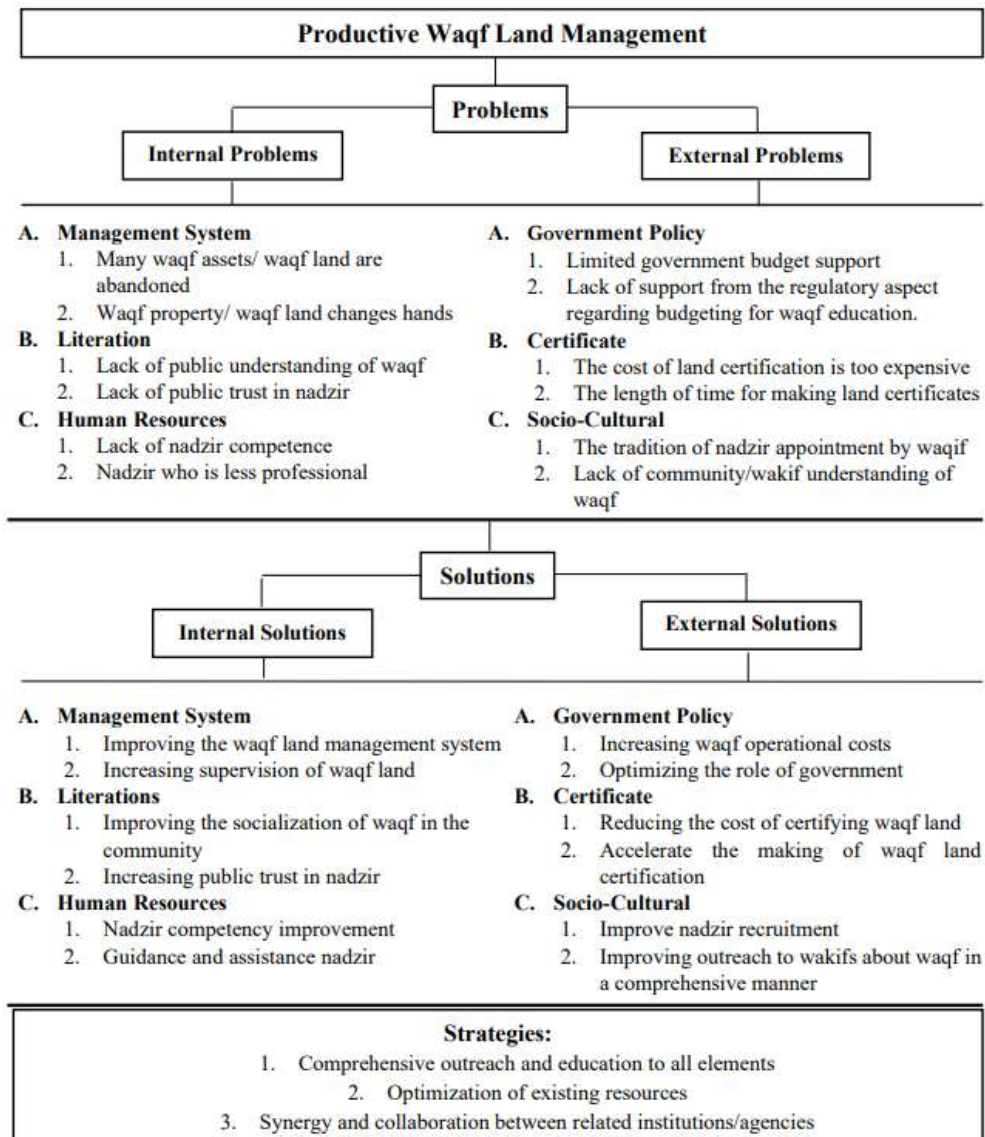 Productive Waqf Land Management
Problems
Internal Problems
External Problems
A. Management System
1. Many waqf assets/ waqf land are
abandoned
2. Waqf property/ waqf land changes hands
B. Literation
1. Lack of public understanding of waqf
2. Lack of public trust in nadzir
C. Human Resources
1. Lack of nadzir competence
2. Nadzir who is less professional
A. Government Policy
1. Limited government budget support
2. Lack of support from the regulatory aspect
regarding budgeting for waqf education.
B. Certificate
1. The cost of land certification is too expensive
2. The length of time for making land certificates
C. Socio-Cultural
1. The tradition of nadzir appointment by waqif
2. Lack of community/wakif understanding of
waqf
Solutions
Internal Solutions
External Solutions
A. Management System
1. Improving the waqf land management system
2. Increasing supervision of waqf land
B. Literations
1. Improving the socialization of waqf in the
community
2. Increasing public trust in nadzir
C. Human Resources
1. Nadzir competency improvement
2. Guidance and assistance nadzir
A. Government Policy
1. Increasing waqf operational costs
2. Optimizing the role of government
B. Certificate
1. Reducing the cost of certifying waqf land
2. Accelerate the making of waqf land
certification
C. Socio-Cultural
1. Improve nadzir recruitment
2. Improving outreach to wakifs about waqf in
a comprehensive manner
Strategies:
1. Comprehensive outreach and education to all elements
2. Optimization of existing resources
3. Synergy and collaboration between related institutions/agencies